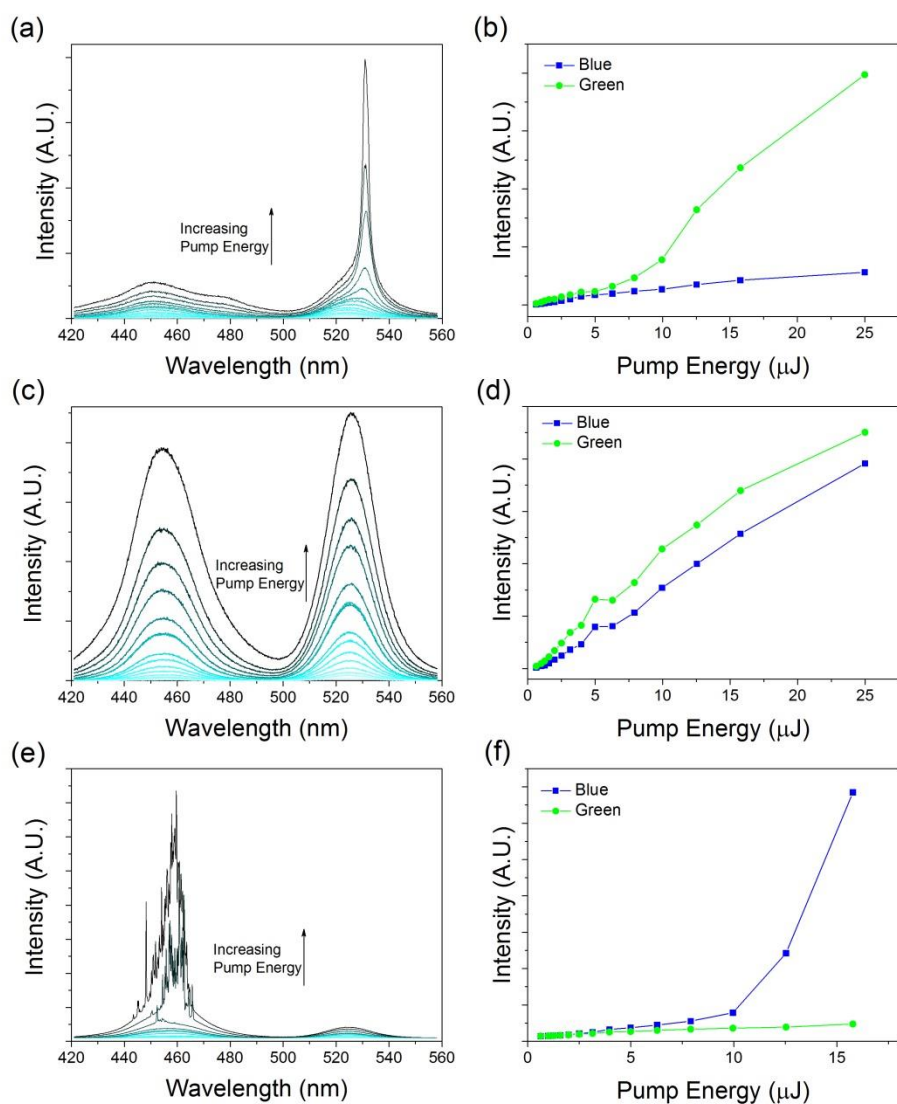 (a)
Intensity (A.U.)
Increasing
Pump Energy
420 440 460 480 500 520 540 560
Wavelength (nm)
(b)
Intensity (A.U.)
Blue
Green
0 5 10 15 20 25
Pump Energy (μJ)
(c)
Intensity (A.U.)
Increasing
Pump Energy
420 440 460 480 500 520 540 560
Wavelength (nm)
(d)
Intensity (A.U.)
Blue
Green
0 5 10 15 20 25
Pump Energy (μJ)
(e)
Intensity (A.U.)
Increasing
Pump Energy
420 440 460 480 500 520 540 560
Wavelength (nm)
(f)
Intensity (A.U.)
Blue
Green
0 5 10 15
Pump Energy (μJ)